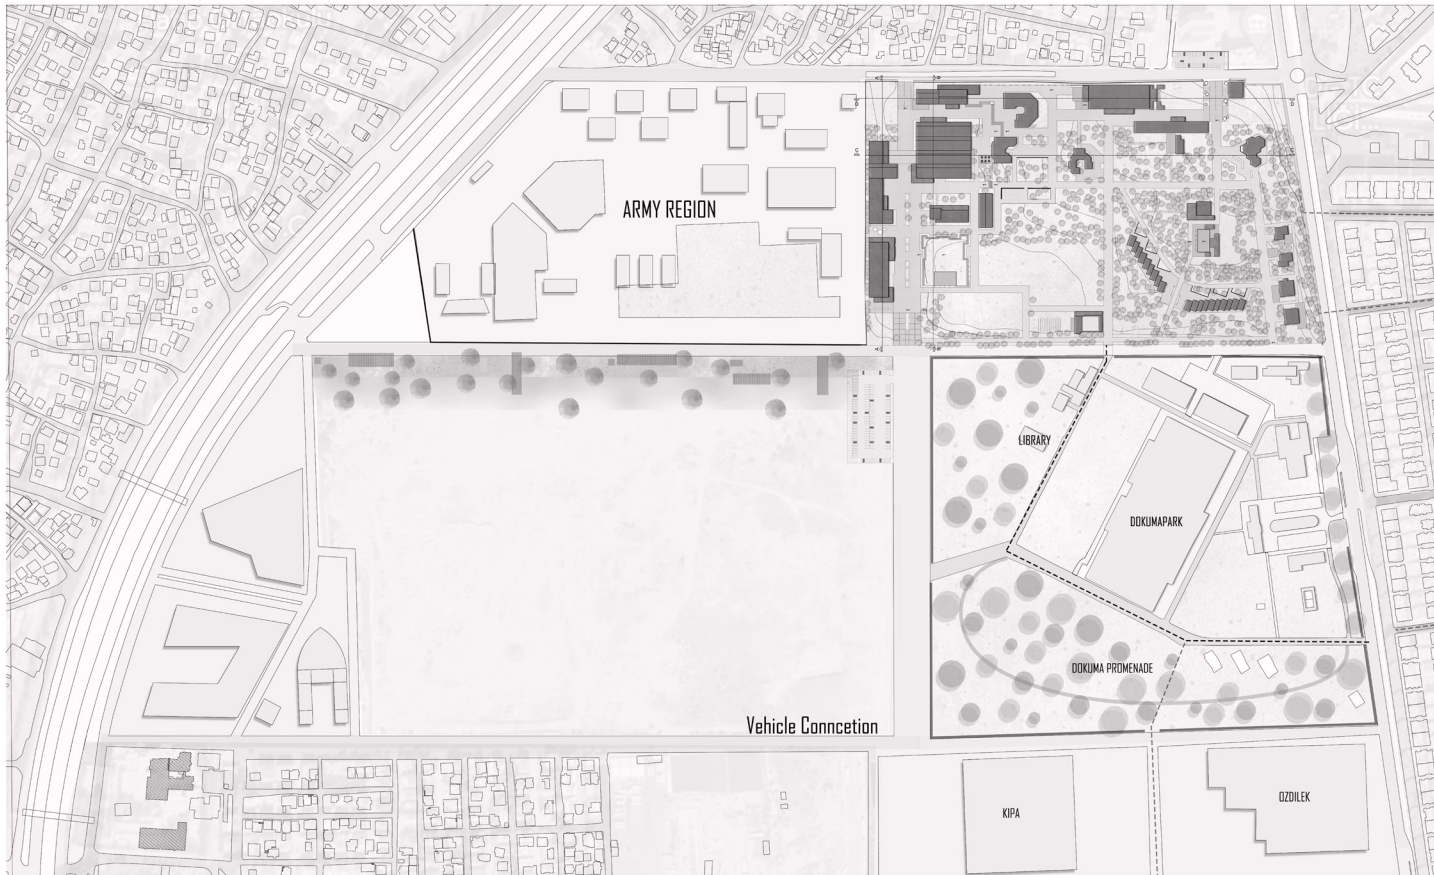 ARMY REGION
LIBRARY
DOKUMAPARK
DOKUMA PROMENADE
Vehicle Conncetion
KIPA
OZDILEK